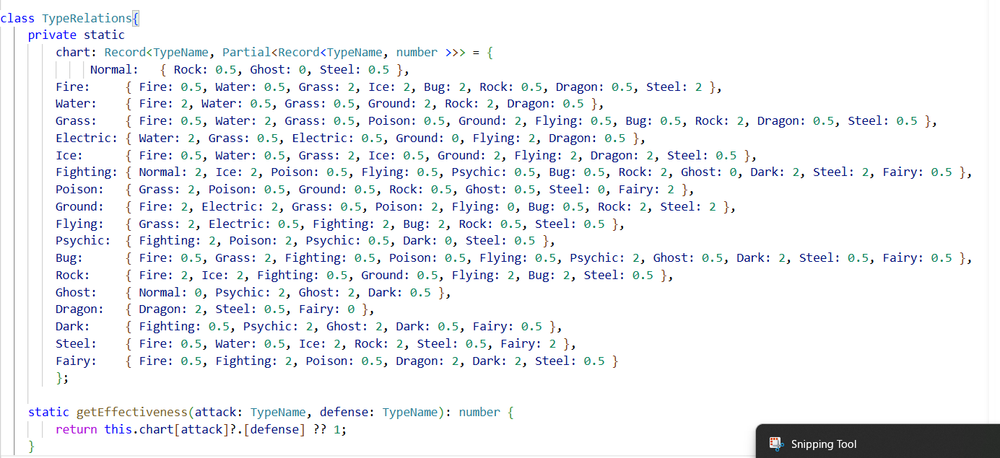 class TypeRelations{
    private static
        chart: Record<TypeName, Partial<Record<TypeName, number >>> = {
            Normal:   { Rock: 0.5, Ghost: 0, Steel: 0.5 },
        Fire:     { Fire: 0.5, Water: 0.5, Grass: 2, Ice: 2, Bug: 2, Rock: 0.5, Dragon: 0.5, Steel: 2 },
        Water:    { Fire: 2, Water: 0.5, Grass: 0.5, Ground: 2, Rock: 2, Dragon: 0.5 },
        Grass:    { Fire: 0.5, Water: 2, Grass: 0.5, Poison: 0.5, Ground: 2, Flying: 0.5, Bug: 0.5, Rock: 2, Dragon: 0.5, Steel: 0.5 },
        Electric: { Water: 2, Grass: 0.5, Electric: 0.5, Ground: 0, Flying: 2, Dragon: 0.5 },
        Ice:      { Fire: 0.5, Water: 0.5, Grass: 2, Ice: 0.5, Ground: 2, Flying: 2, Dragon: 2, Steel: 0.5 },
        Fighting: { Normal: 2, Ice: 2, Poison: 0.5, Flying: 0.5, Psychic: 0.5, Bug: 0.5, Rock: 2, Ghost: 0, Dark: 2, Steel: 2, Fairy: 0.5 },
        Poison:   { Grass: 2, Poison: 0.5, Ground: 0.5, Rock: 0.5, Ghost: 0.5, Steel: 0, Fairy: 2 },
        Ground:   { Fire: 2, Electric: 2, Grass: 0.5, Poison: 2, Flying: 0, Bug: 0.5, Rock: 2, Steel: 2 },
        Flying:   { Grass: 2, Electric: 0.5, Fighting: 2, Bug: 2, Rock: 0.5, Steel: 0.5 },
        Psychic:  { Fighting: 2, Poison: 2, Psychic: 0.5, Dark: 0, Steel: 0.5 },
        Bug:      { Fire: 0.5, Grass: 2, Fighting: 0.5, Poison: 0.5, Flying: 0.5, Psychic: 2, Ghost: 0.5, Dark: 2, Steel: 0.5, Fairy: 0.5 },
        Rock:     { Fire: 2, Ice: 2, Fighting: 0.5, Ground: 0.5, Flying: 2, Bug: 2, Steel: 0.5 },
        Ghost:    { Normal: 0, Psychic: 2, Ghost: 2, Dark: 0.5 },
        Dragon:   { Dragon: 2, Steel: 0.5, Fairy: 0 },
        Dark:     { Fighting: 0.5, Psychic: 2, Ghost: 2, Dark: 0.5, Fairy: 0.5 },
        Steel:    { Fire: 0.5, Water: 0.5, Ice: 2, Rock: 2, Steel: 0.5, Fairy: 2 },
        Fairy:    { Fire: 0.5, Fighting: 2, Poison: 0.5, Dragon: 2, Dark: 2, Steel: 0.5 }
        };
    static getEffectiveness(attack: TypeName, defense: TypeName): number {
        return this.chart[attack]?.[defense] ?? 1;
    }
Snipping Tool